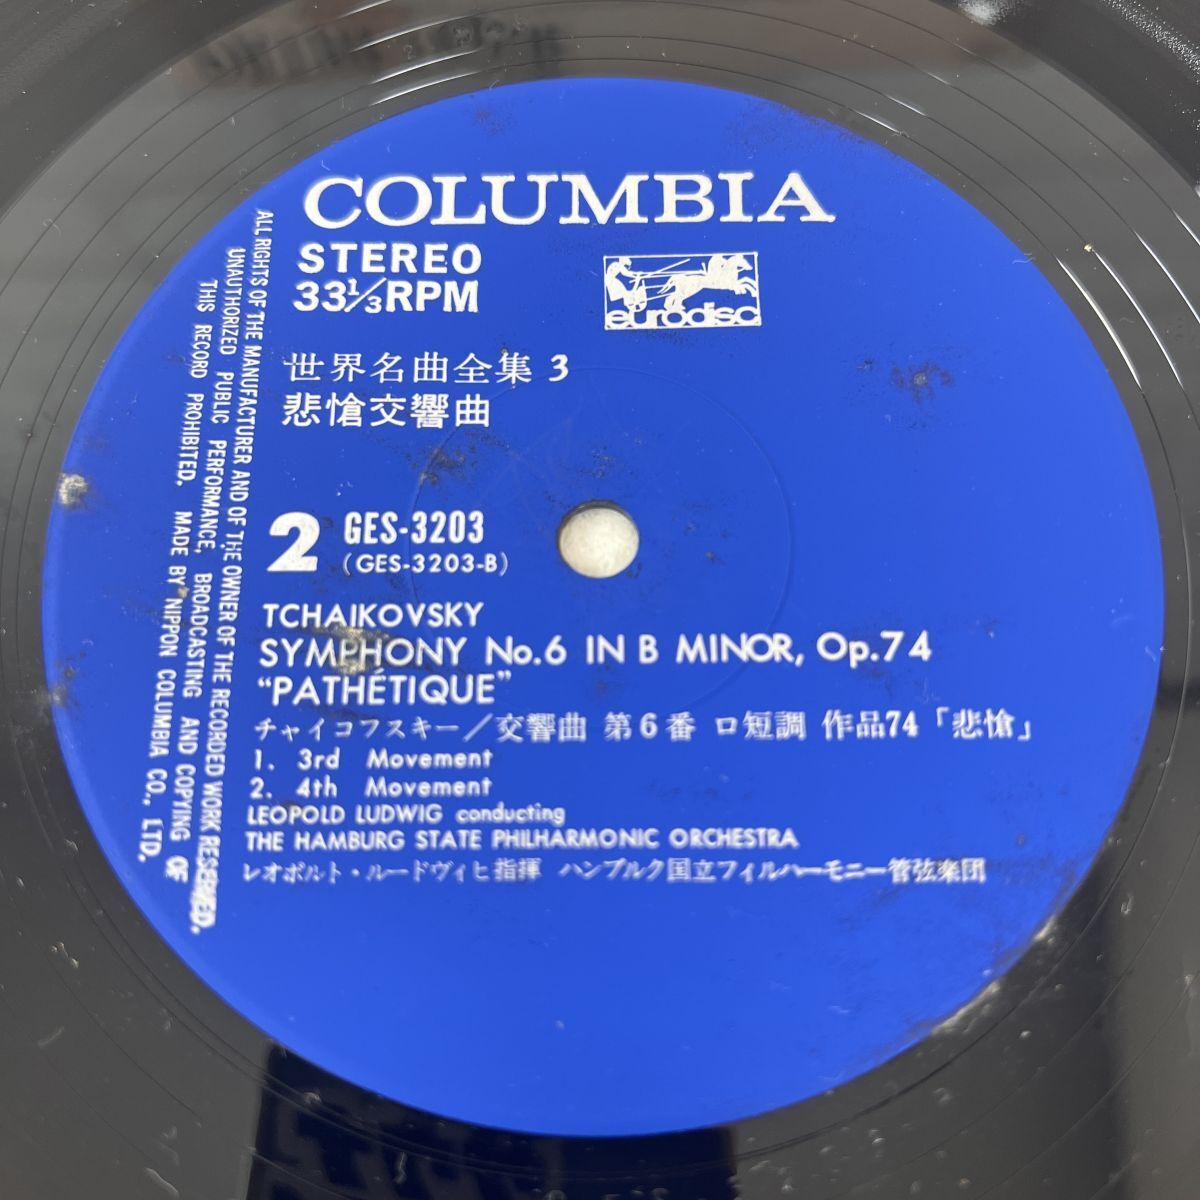 COLUMBIA
STEREO
33⅓RPM
eurodisc
世界名曲全集 3
悲愴交響曲
2 GES-3203
(GES-3203-B)
TCHAIKOVSKY
SYMPHONY No.6 IN B MINOR, Op.74
"PATHÉTIQUE"
チャイコフスキー/交響曲 第6番 ロ短調 作品74「悲愴」
1. 3rd Movement
2. 4th Movement
LEOPOLD LUDWIG conducting
THE HAMBURG STATE PHILHARMONIC ORCHESTRA
レオポルト・ルードヴィヒ指揮 ハンブルク国立フィルハーモニー管弦楽団
ALL RIGHTS OF THE MANUFACTURER AND OF THE OWNER OF THE RECORDED WORK RESERVED.
UNAUTHORIZED PUBLIC PERFORMANCE, BROADCASTING AND COPYING OF
THIS RECORD PROHIBITED. MADE BY NIPPON COLUMBIA CO., LTD.